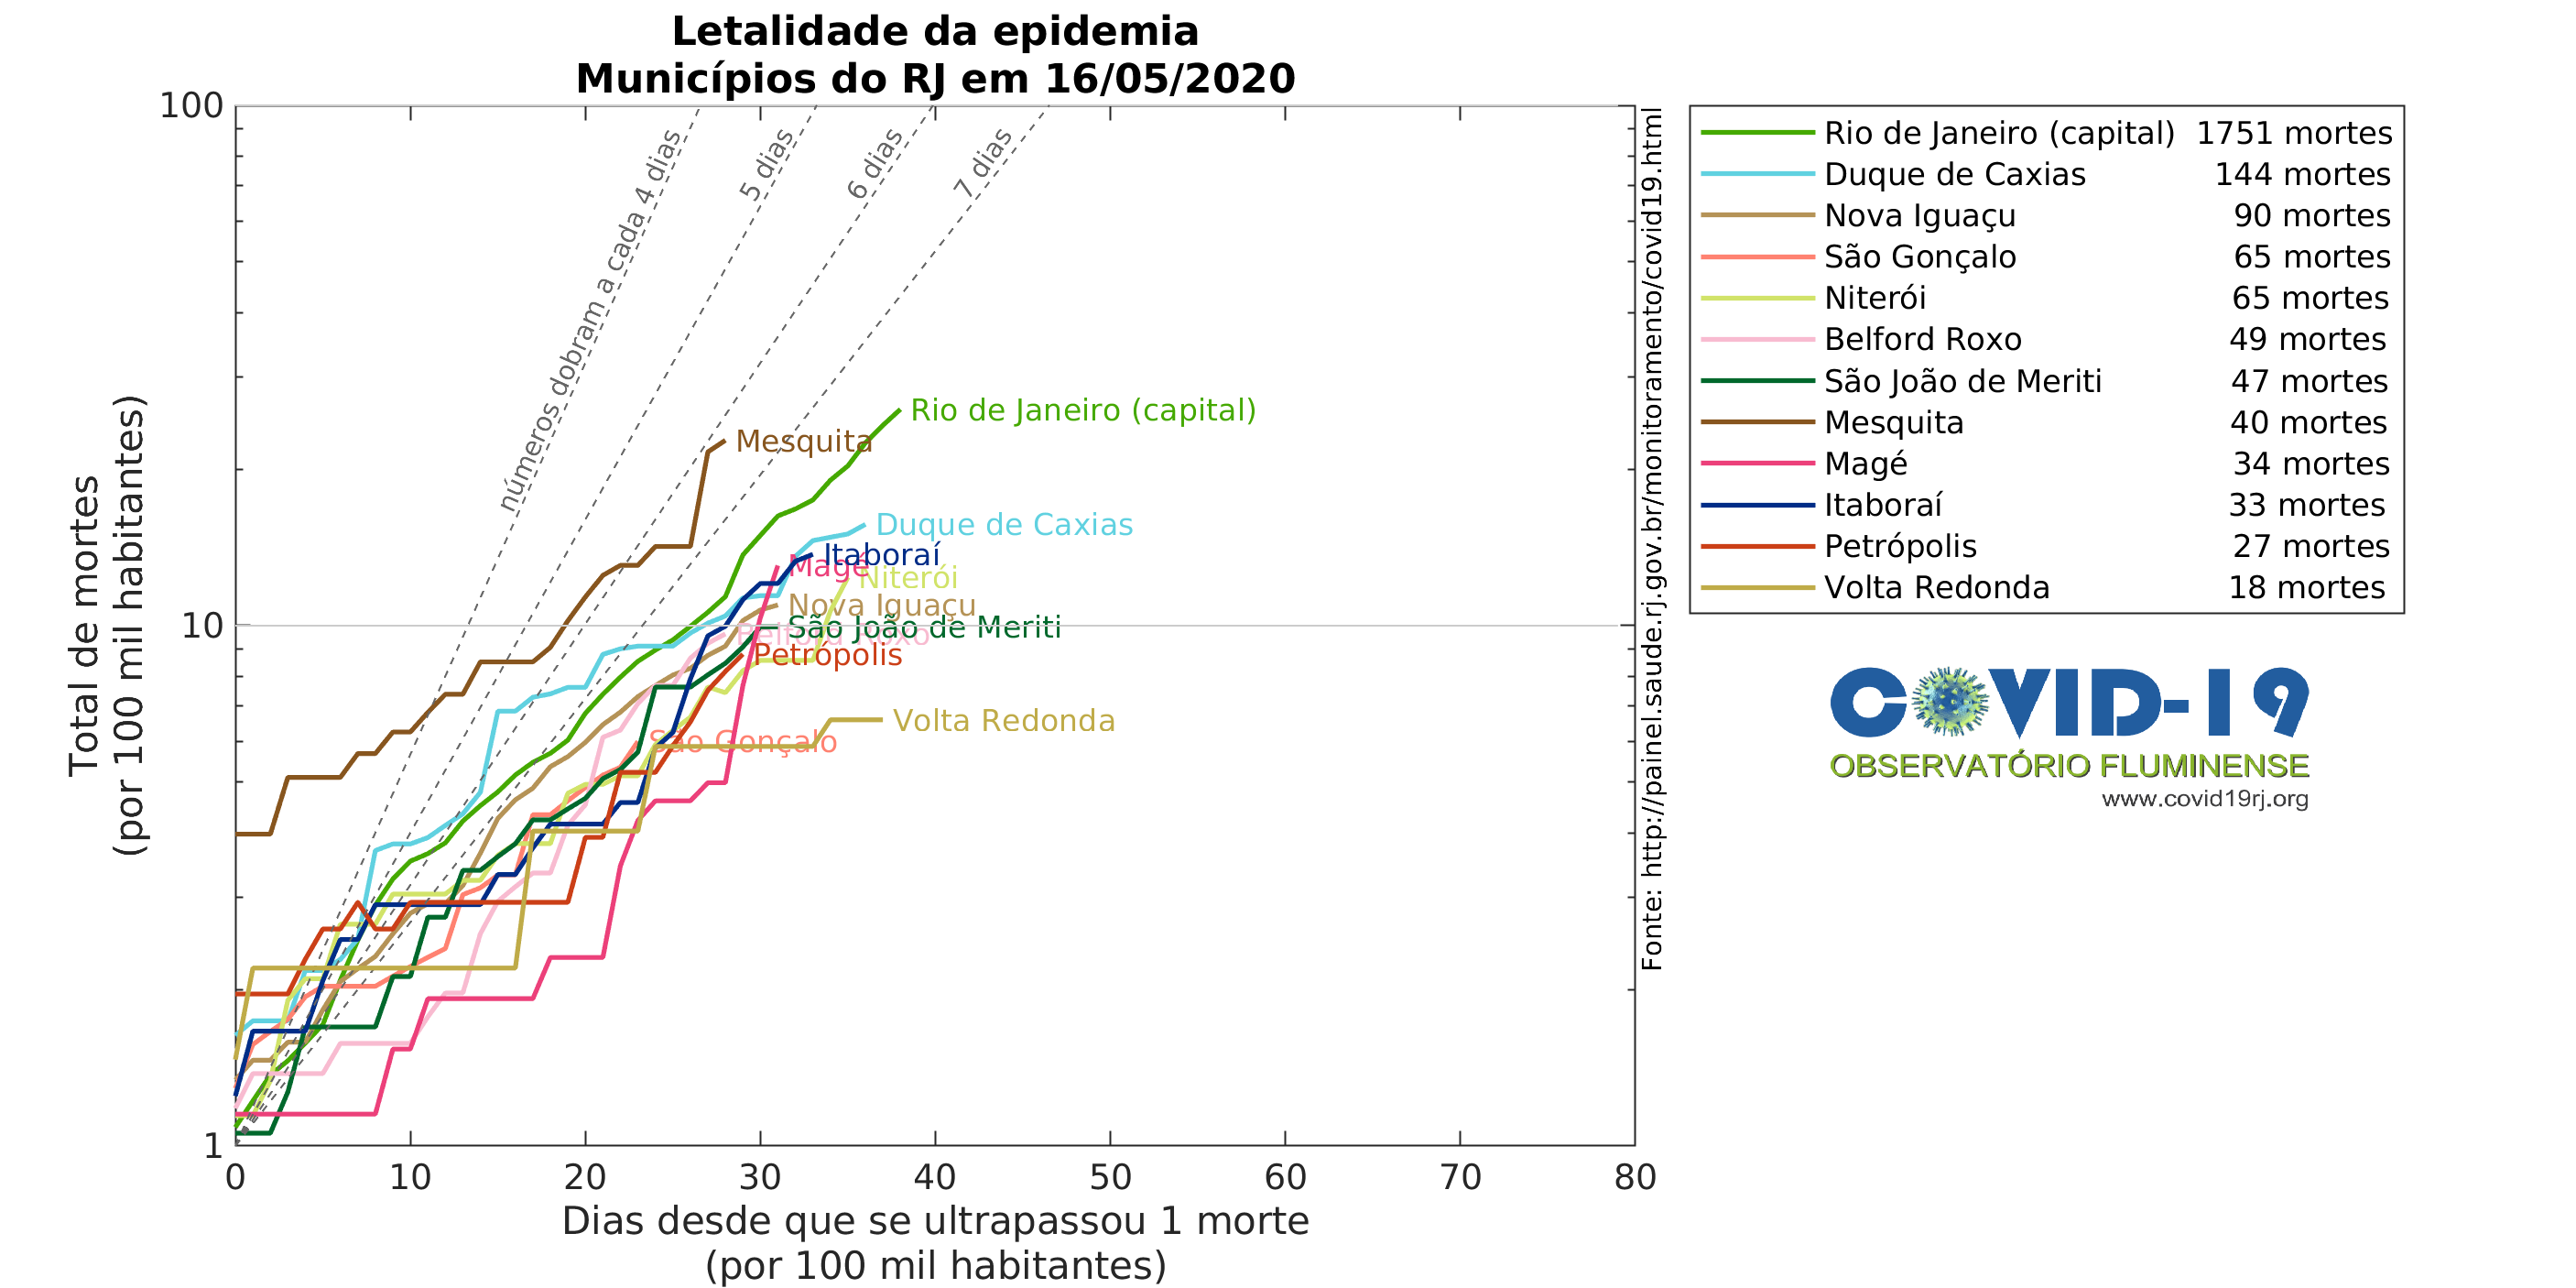 Letalidade da epidemia
Municípios do RJ em 16/05/2020
Total de mortes
(por 100 mil habitantes)
100
10
1
0 10 20 30 40 50 60 70 80
Dias desde que se ultrapassou 1 morte
(por 100 mil habitantes)
números dobram a cada 4 dias
5 dias
6 dias
7 dias
Rio de Janeiro (capital)
Mesquita
Duque de Caxias
Itaboraí
Magé
Niterói
Nova Iguaçu
São João de Meriti
Belford Roxo
Petrópolis
Volta Redonda
São Gonçalo
Fonte: http://painel.saude.rj.gov.br/monitoramento/covid19.html
Rio de Janeiro (capital) 1751 mortes
Duque de Caxias 144 mortes
Nova Iguaçu 90 mortes
São Gonçalo 65 mortes
Niterói 65 mortes
Belford Roxo 49 mortes
São João de Meriti 47 mortes
Mesquita 40 mortes
Magé 34 mortes
Itaboraí 33 mortes
Petrópolis 27 mortes
Volta Redonda 18 mortes
COVID-19
OBSERVATÓRIO FLUMINENSE
www.covid19rj.org